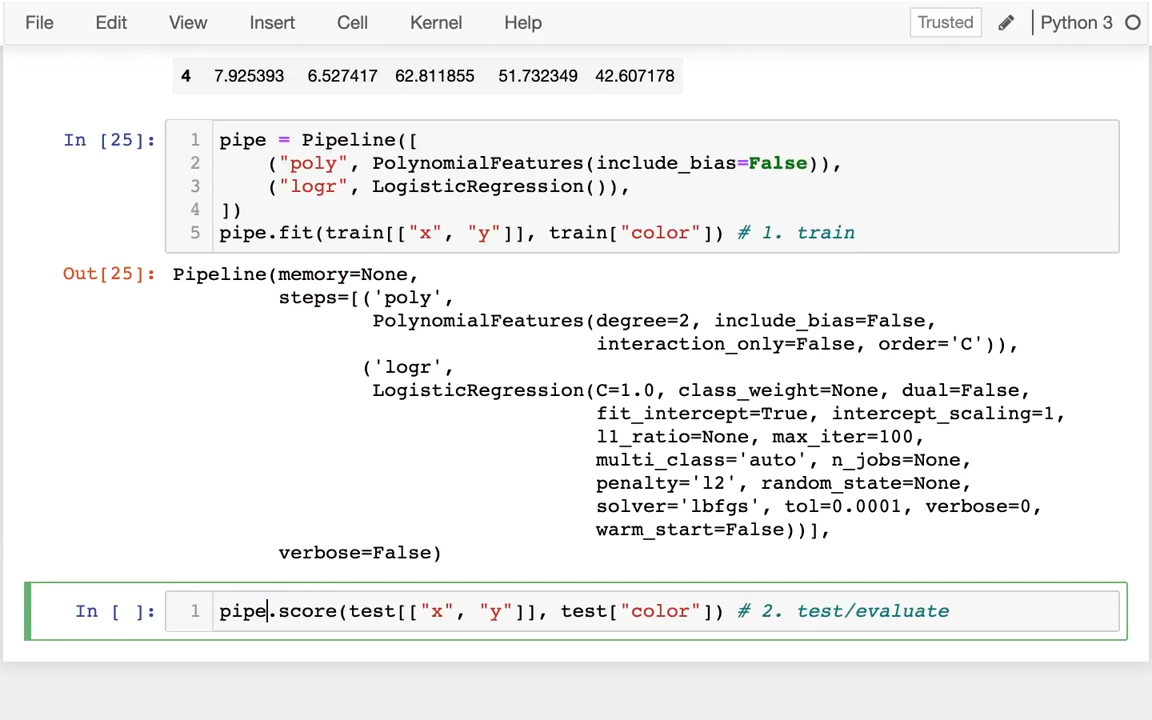 File Edit View Insert Cell Kernel Help Trusted Python 3
4 7.925393 6.527417 62.811855 51.732349 42.607178
In [25]: 1 pipe = Pipeline([
2 ("poly", PolynomialFeatures(include_bias=False)),
3 ("logr", LogisticRegression()),
4 ])
5 pipe.fit(train[["x", "y"]], train["color"]) # 1. train
Out[25]: Pipeline(memory=None,
steps=[('poly',
PolynomialFeatures(degree=2, include_bias=False,
interaction_only=False, order='C')),
('logr',
LogisticRegression(C=1.0, class_weight=None, dual=False,
fit_intercept=True, intercept_scaling=1,
l1_ratio=None, max_iter=100,
multi_class='auto', n_jobs=None,
penalty='l2', random_state=None,
solver='lbfgs', tol=0.0001, verbose=0,
warm_start=False))],
verbose=False)
In [ ]: 1 pipe.score(test[["x", "y"]], test["color"]) # 2. test/evaluate